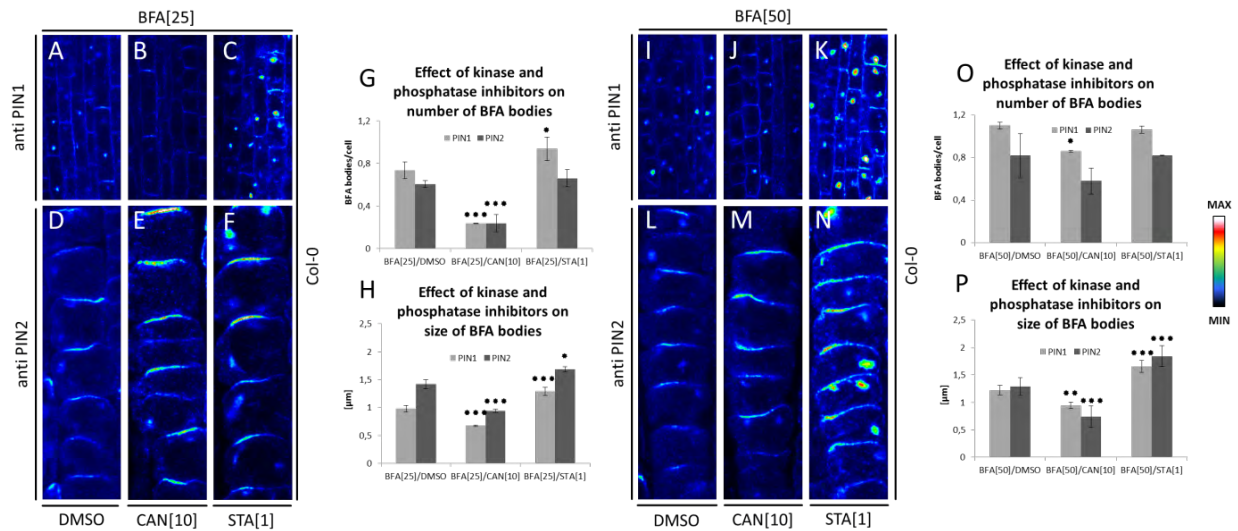 BFA[25]
anti PIN1
A
B
C
anti PIN2
D
E
F
Col-0
DMSO
CAN[10]
STA[1]
G
Effect of kinase and
phosphatase inhibitors on
number of BFA bodies
PIN1
PIN2
BFA bodies/cell
1,2
0,8
0,4
0
*
*** ***
BFA[25]/DMSO
BFA[25]/CAN[10]
BFA[25]/STA[1]
H
Effect of kinase and
phosphatase inhibitors on
size of BFA bodies
PIN1
PIN2
[µm]
2,5
2
1,5
1
0,5
0
*** ***
*** *
BFA[25]/DMSO
BFA[25]/CAN[10]
BFA[25]/STA[1]
BFA[50]
anti PIN1
I
J
K
anti PIN2
L
M
N
Col-0
DMSO
CAN[10]
STA[1]
O
Effect of kinase and
phosphatase inhibitors on
number of BFA bodies
PIN1
PIN2
BFA bodies/cell
1,2
0,8
0,4
0
*
BFA[50]/DMSO
BFA[50]/CAN[10]
BFA[50]/STA[1]
P
Effect of kinase and
phosphatase inhibitors on
size of BFA bodies
PIN1
PIN2
[µm]
2,5
2
1,5
1
0,5
0
** ***
*** ***
BFA[50]/DMSO
BFA[50]/CAN[10]
BFA[50]/STA[1]
MAX
MIN